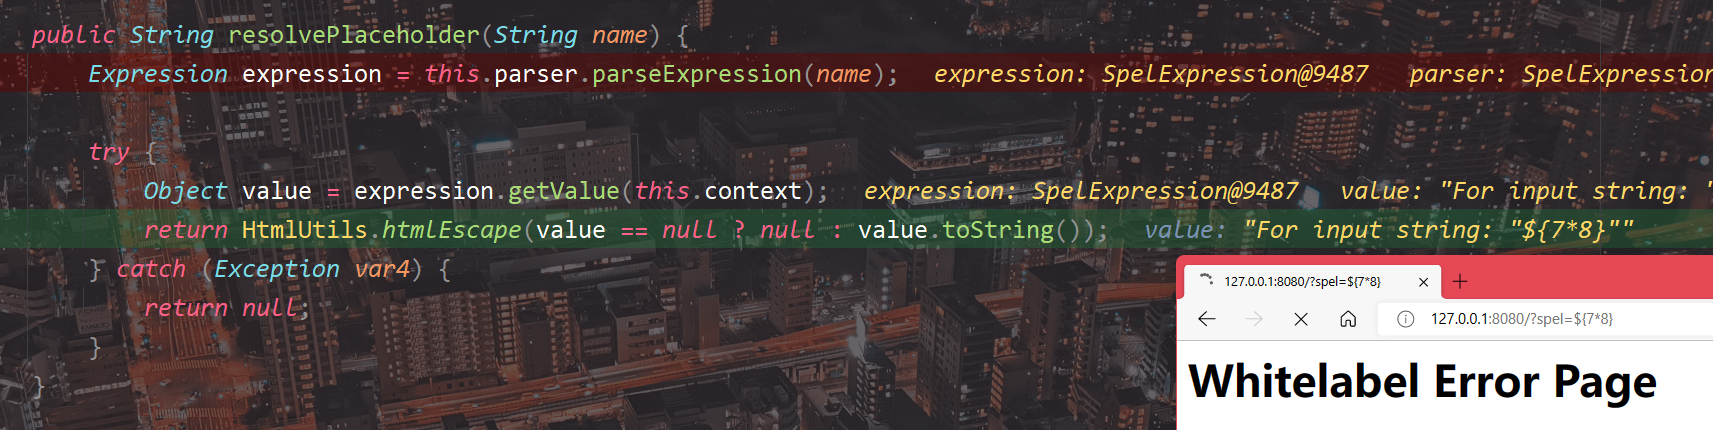 public String resolvePlaceholder(String name) {
Expression expression = this.parser.parseExpression(name);   expression: SpelExpression@9487   parser: SpelExpression
try {
Object value = expression.getValue(this.context);   expression: SpelExpression@9487   value: "For input string: "
return HtmlUtils.htmlEscape(value == null ? null : value.toString());   value: "For input string: "${7*8}""
} catch (Exception var4) {
return null;
}
}
127.0.0.1:8080/?spel=${7*8}
127.0.0.1:8080/?spel=${7*8}
Whitelabel Error Page